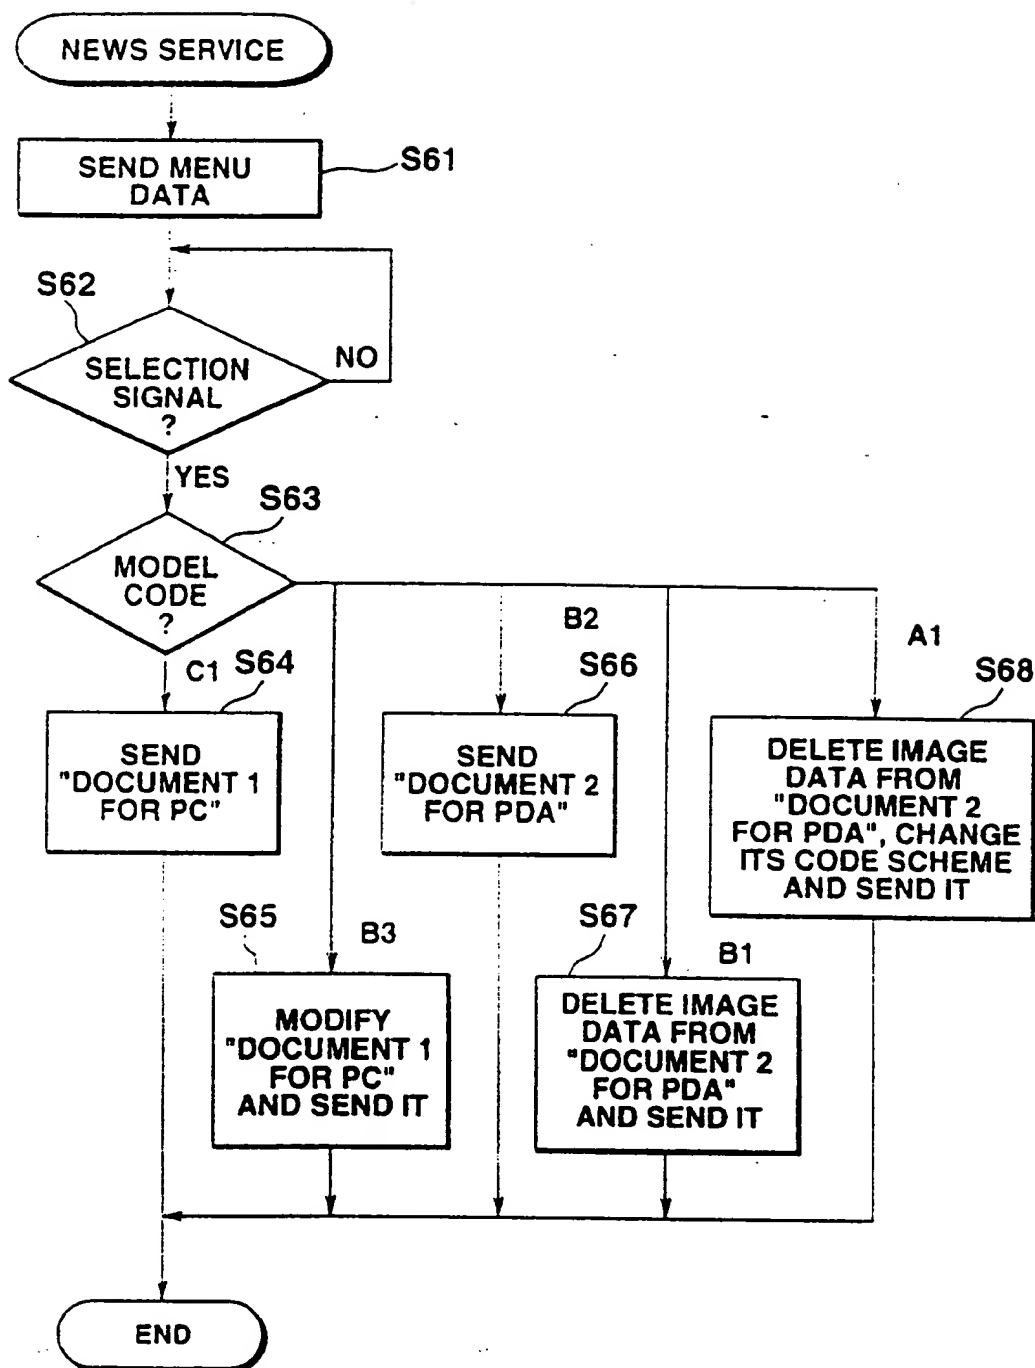 NEWS SERVICE
SEND MENU
DATA
S61
S62
SELECTION
SIGNAL
?
NO
YES
S63
MODEL
CODE
?
C1
S64
B2
S66
A1
S68
SEND
"DOCUMENT 1
FOR PC"
SEND
"DOCUMENT 2
FOR PDA"
DELETE IMAGE
DATA FROM
"DOCUMENT 2
FOR PDA", CHANGE
ITS CODE SCHEME
AND SEND IT
S65
B3
S67
B1
MODIFY
"DOCUMENT 1
FOR PC"
AND SEND IT
DELETE IMAGE
DATA FROM
"DOCUMENT 2
FOR PDA"
AND SEND IT
END